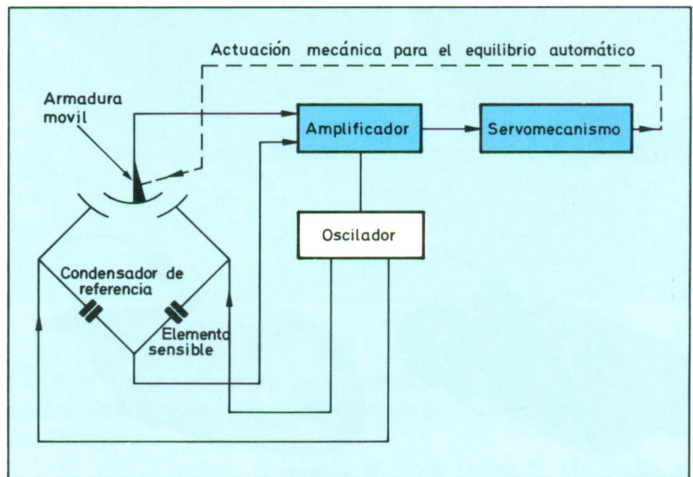 Actuación mecánica para el equilibrio automático
Armadura
movil
Amplificador
Servomecanismo
Oscilador
Condensador de
referencia
Elemento
sensible